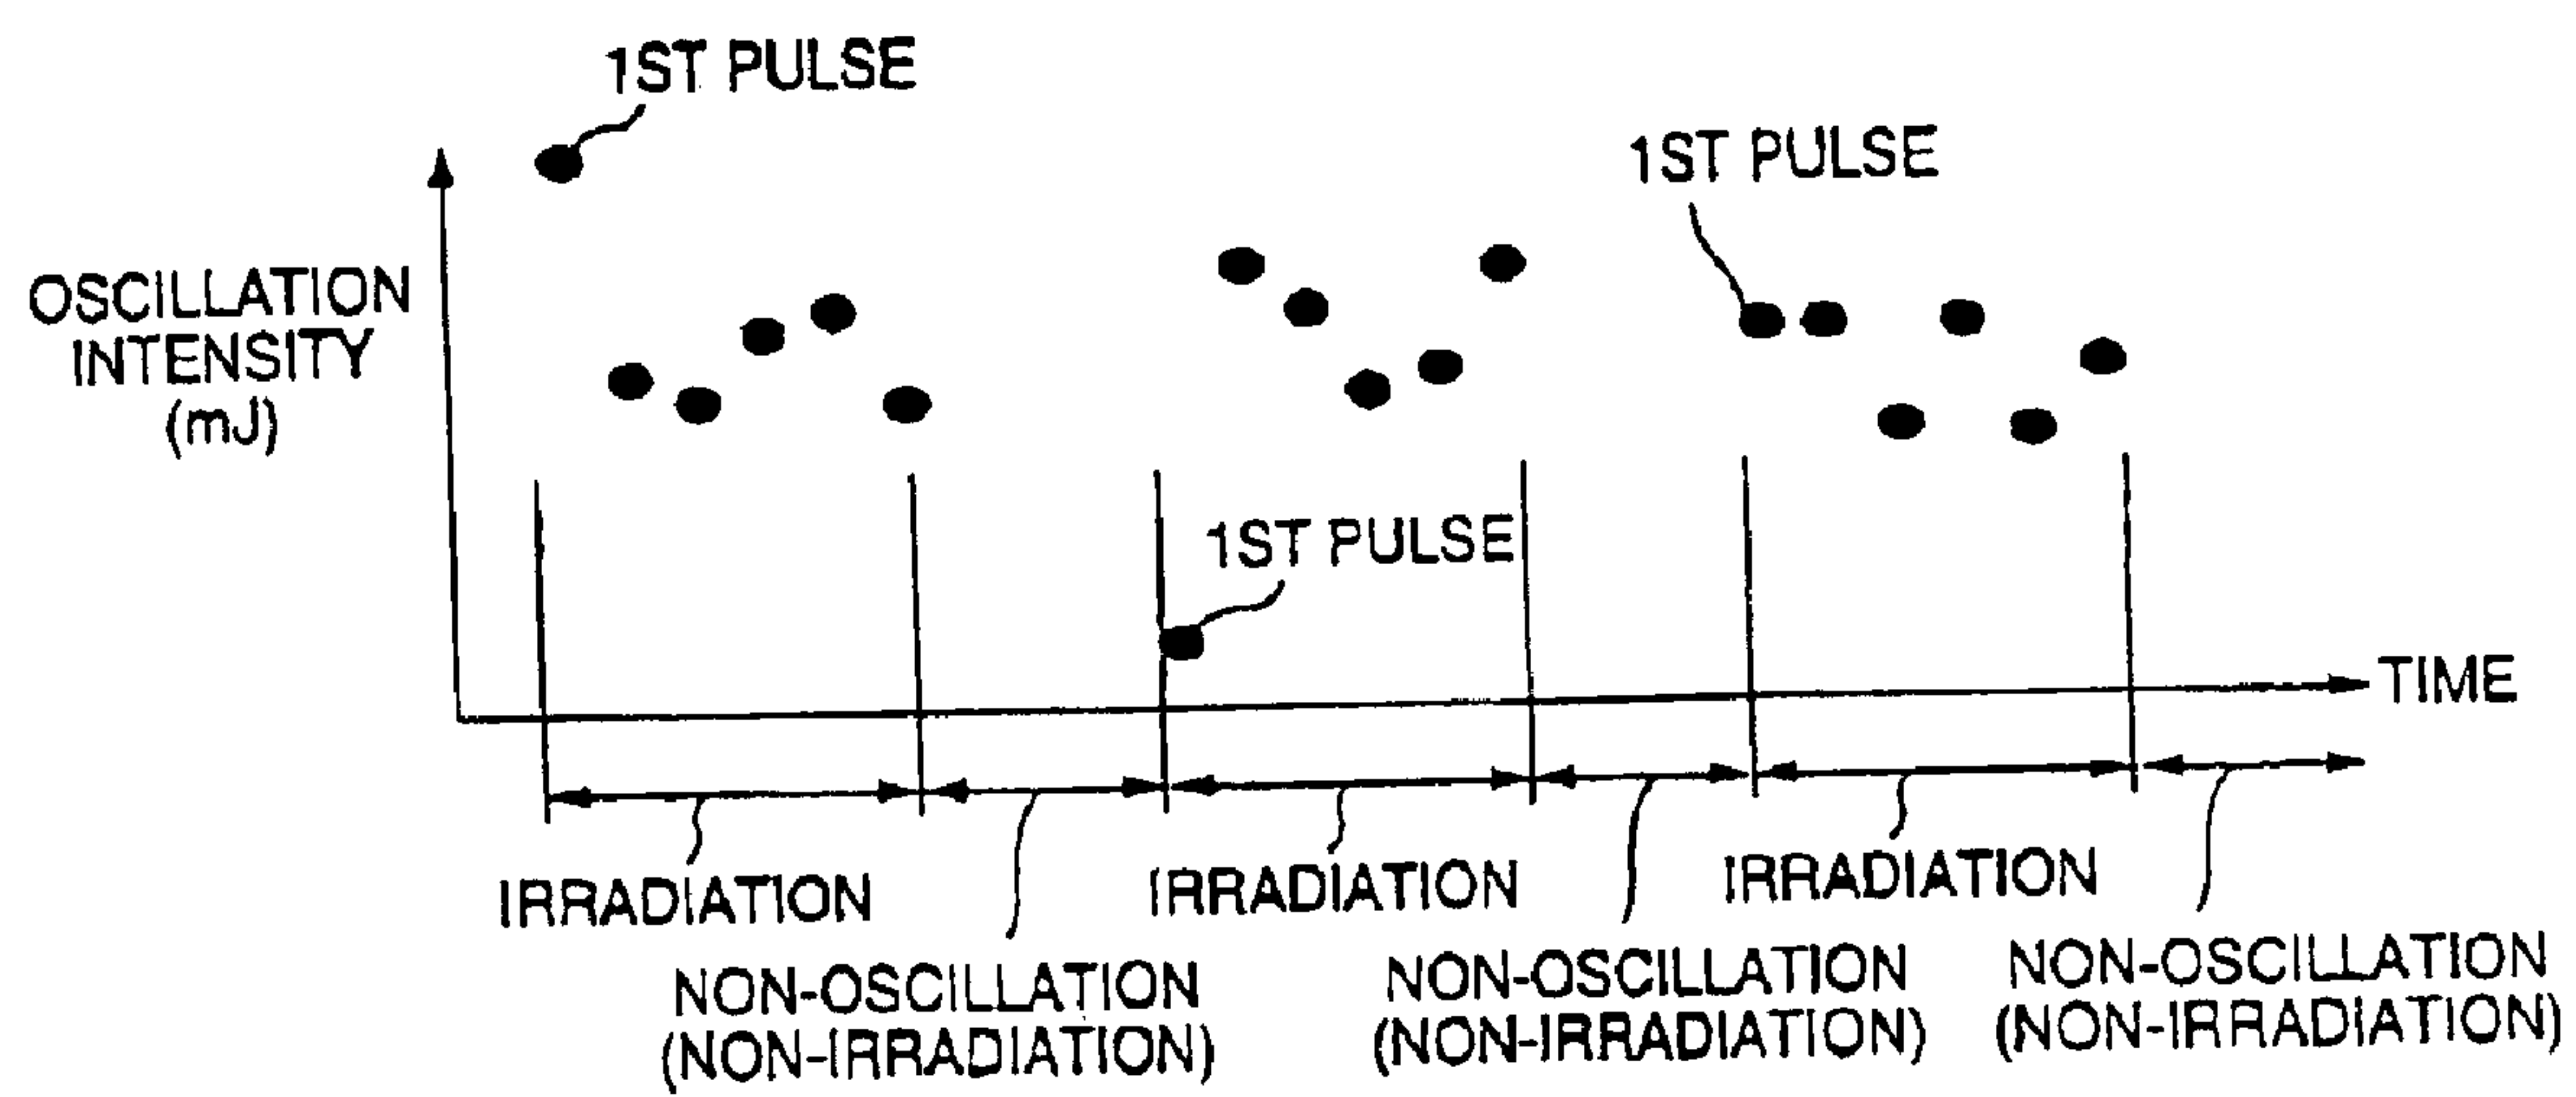 1ST PULSE
1ST PULSE
OSCILLATION
INTENSITY
(mJ)
1ST PULSE
TIME
IRRADIATION
IRRADIATION
IRRADIATION
NON-OSCILLATION
(NON-IRRADIATION)
NON-OSCILLATION
(NON-IRRADIATION)
NON-OSCILLATION
(NON-IRRADIATION)